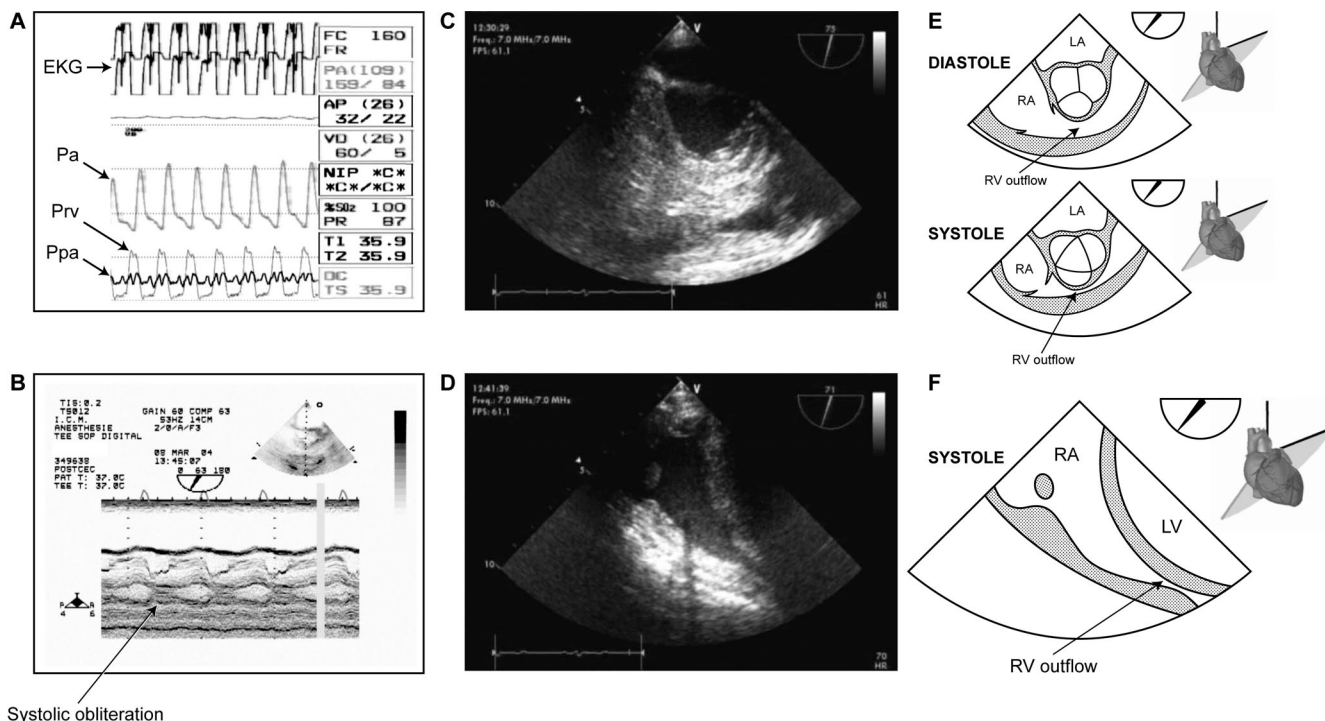 A
EKG
Pa
Prv
Ppa
FC 160
FR
PA(109)
159/ 84
AP (26)
32/ 22
VD (26)
60/ 5
NIP *C*
*C*/*C*
%SO2 100
PR 87
T1 35.9
T2 35.9
DC
TS 35.9
B
TIS:0.2
TS012 GAIN 60 COMP 63
I.C.M. 53HZ 14CM
ANESTHESIE 2/0/A/F3
TEE SOP DIGITAL
349638 08 MAR 04
POSTCEC 13:45:07
PAT T: 37.0C 0 63 180
TEE T: 37.0C
P A
4 6
Systolic obliteration
C
12:30:29
Freq.: 7.0 MHz/7.0 MHz
FPS: 61.1
V
75
5
10
61
HR
D
12:41:39
Freq.: 7.0 MHz/7.0 MHz
FPS: 61.1
V
71
5
10
70
HR
E
DIASTOLE
LA
RA
RV outflow
SYSTOLE
LA
RA
RV outflow
F
SYSTOLE
RA
LV
RV outflow